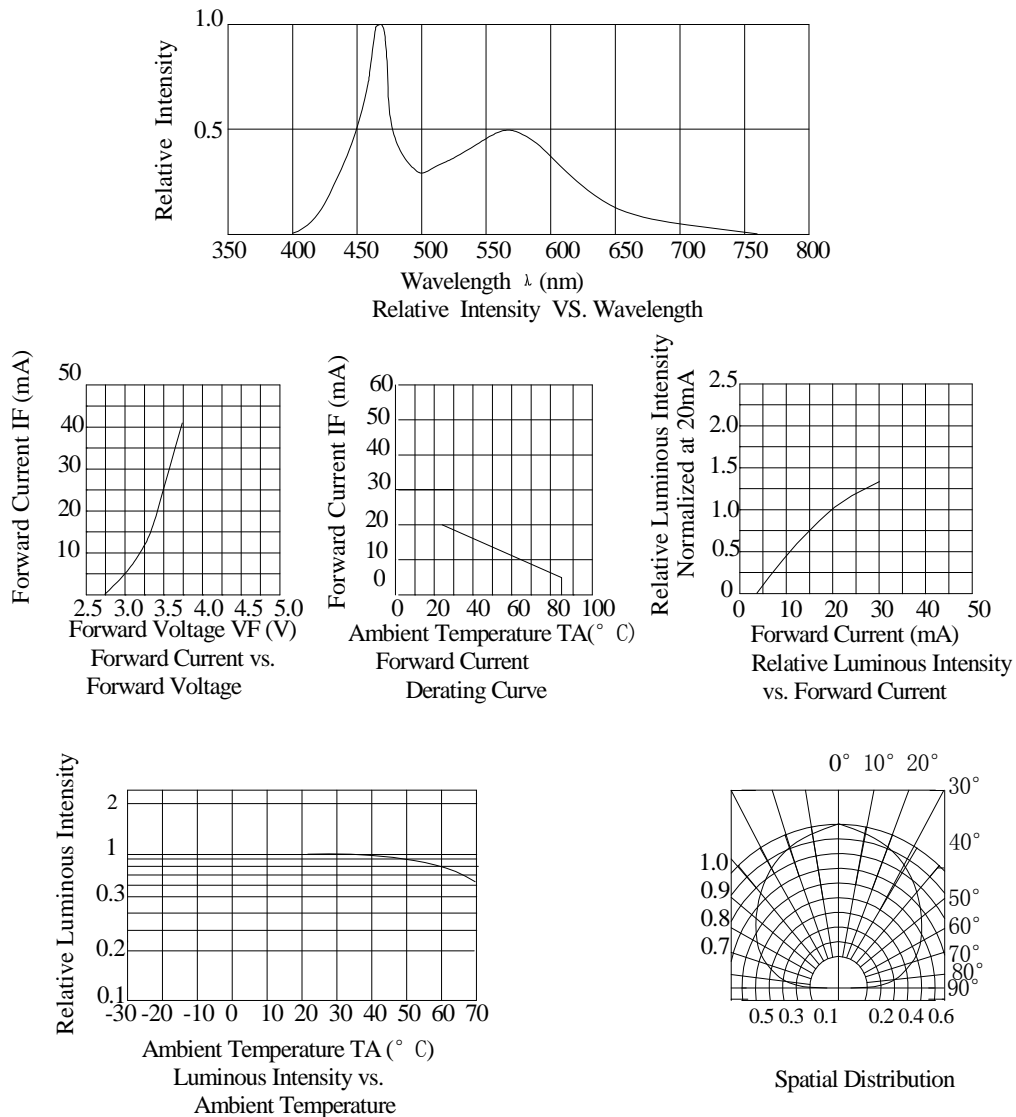 1.0
0.5
Relative Intensity
350 400 450 500 550 600 650 700 750 800
Wavelength λ (nm)
Relative Intensity VS. Wavelength
Forward Current IF (mA)
50
40
30
20
10
2.5 3.0 3.5 4.0 4.5 5.0
Forward Voltage VF (V)
Forward Current vs.
Forward Voltage
Forward Current IF (mA)
60
50
40
30
20
10
0
0 20 40 60 80 100
Ambient Temperature TA(° C)
Forward Current
Derating Curve
Relative Luminous Intensity
Normalized at 20mA
2.5
2.0
1.5
1.0
0.5
0
0 10 20 30 40 50
Forward Current (mA)
Relative Luminous Intensity
vs. Forward Current
Relative Luminous Intensity
2
1
0.3
0.2
0.1
-30 -20 -10 0 10 20 30 40 50 60 70
Ambient Temperature TA (° C)
Luminous Intensity vs.
Ambient Temperature
0° 10° 20°
30°
40°
50°
60°
70°
80°
90°
1.0
0.9
0.8
0.7
0.5 0.3 0.1 0.2 0.4 0.6
Spatial Distribution